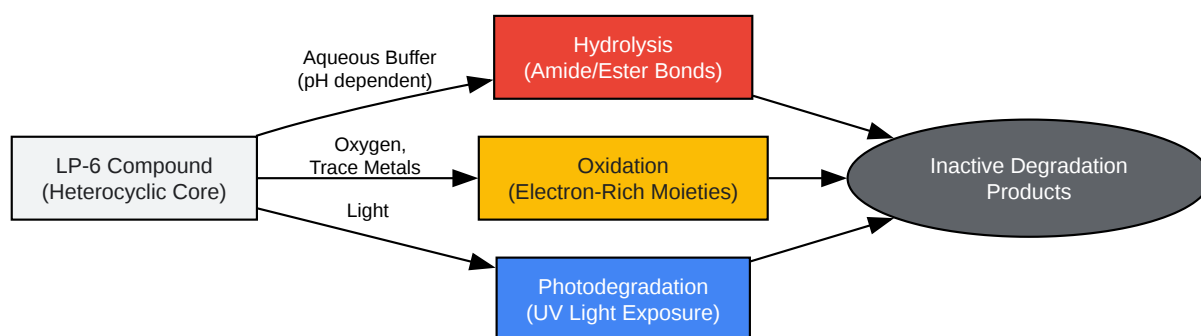 LP-6 Compound
(Heterocyclic Core)
Aqueous Buffer
(pH dependent)
Oxygen,
Trace Metals
Light
Hydrolysis
(Amide/Ester Bonds)
Oxidation
(Electron-Rich Moieties)
Photodegradation
(UV Light Exposure)
Inactive Degradation
Products